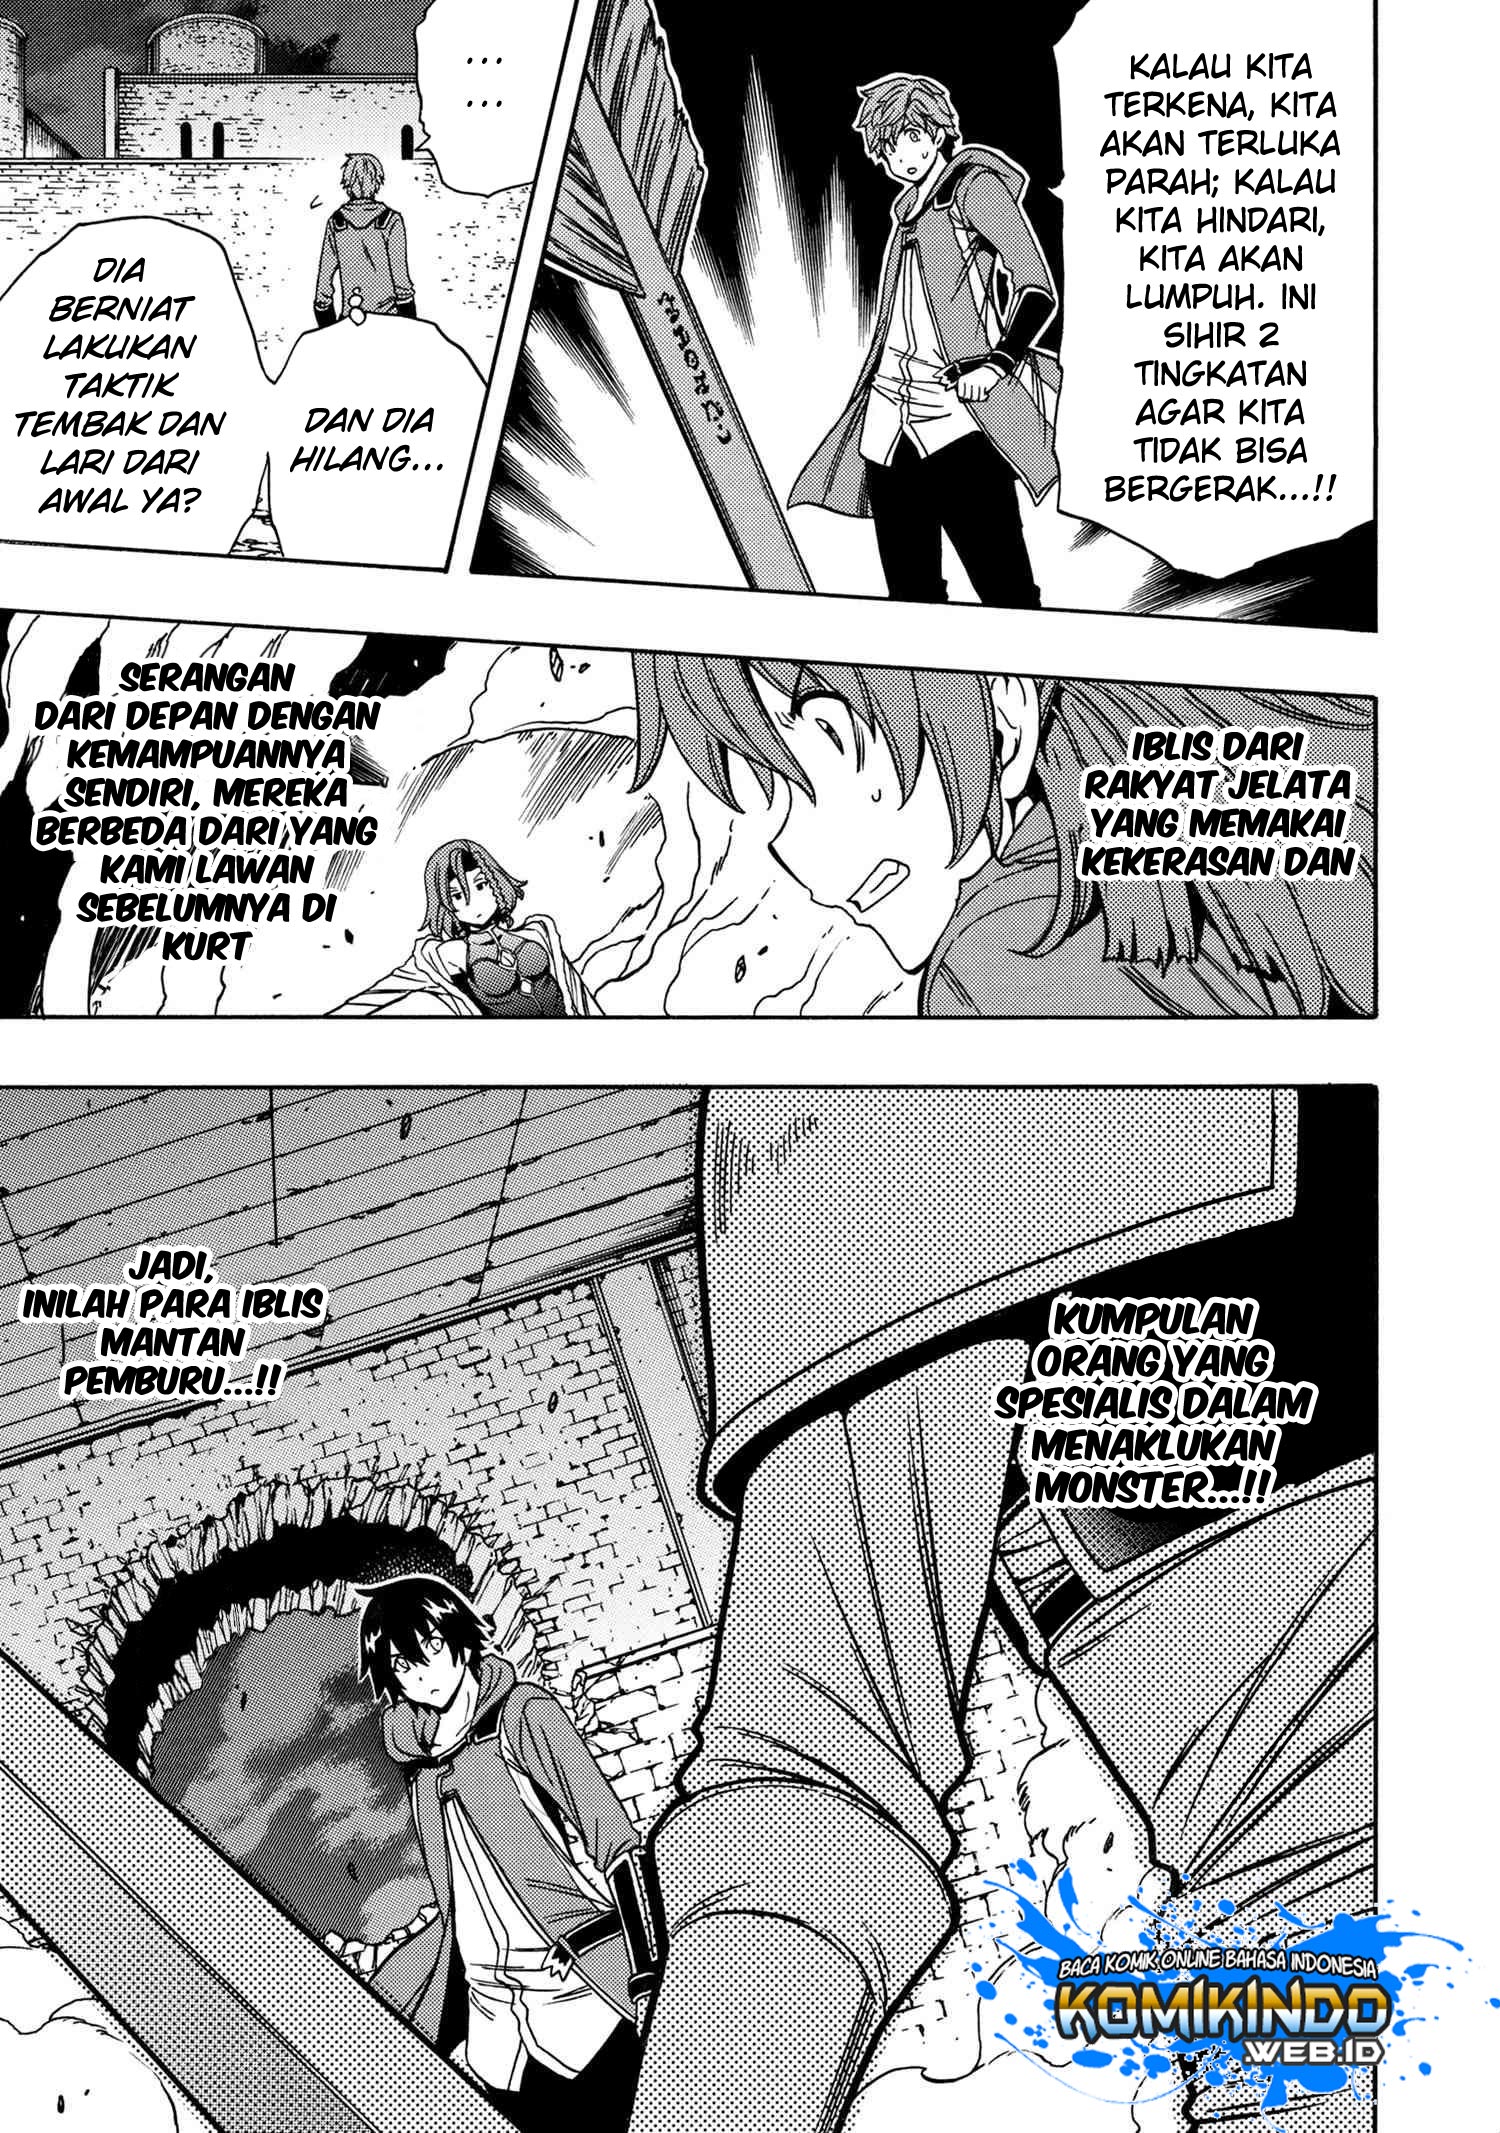 KALAU KITA
TERKENA, KITA
AKAN TERLUKA
PARAH; KALAU
KITA HINDARI,
KITA AKAN
LUMPUH. INI
SIHIR 2
TINGKATAN
AGAR KITA
TIDAK BISA
BERGERAK...!!
...
...
DAN DIA
HILANG...
DIA
BERNIAT
LAKUKAN
TAKTIK
TEMBAK DAN
LARI DARI
AWAL YA?
IBLIS DARI
RAKYAT JELATA
YANG MEMAKAI
KEKERASAN DAN
SERANGAN
DARI DEPAN DENGAN
KEMAMPUANNYA
SENDIRI, MEREKA
BERBEDA DARI YANG
KAMI LAWAN
SEBELUMNYA DI
KURT
KUMPULAN
ORANG YANG
SPESIALIS DALAM
MENAKLUKAN
MONSTER...!!
JADI,
INILAH PARA IBLIS
MANTAN
PEMBURU...!!
BACA KOMIK ONLINE BAHASA INDONESIA
KOMIKINDO
.WEB.ID